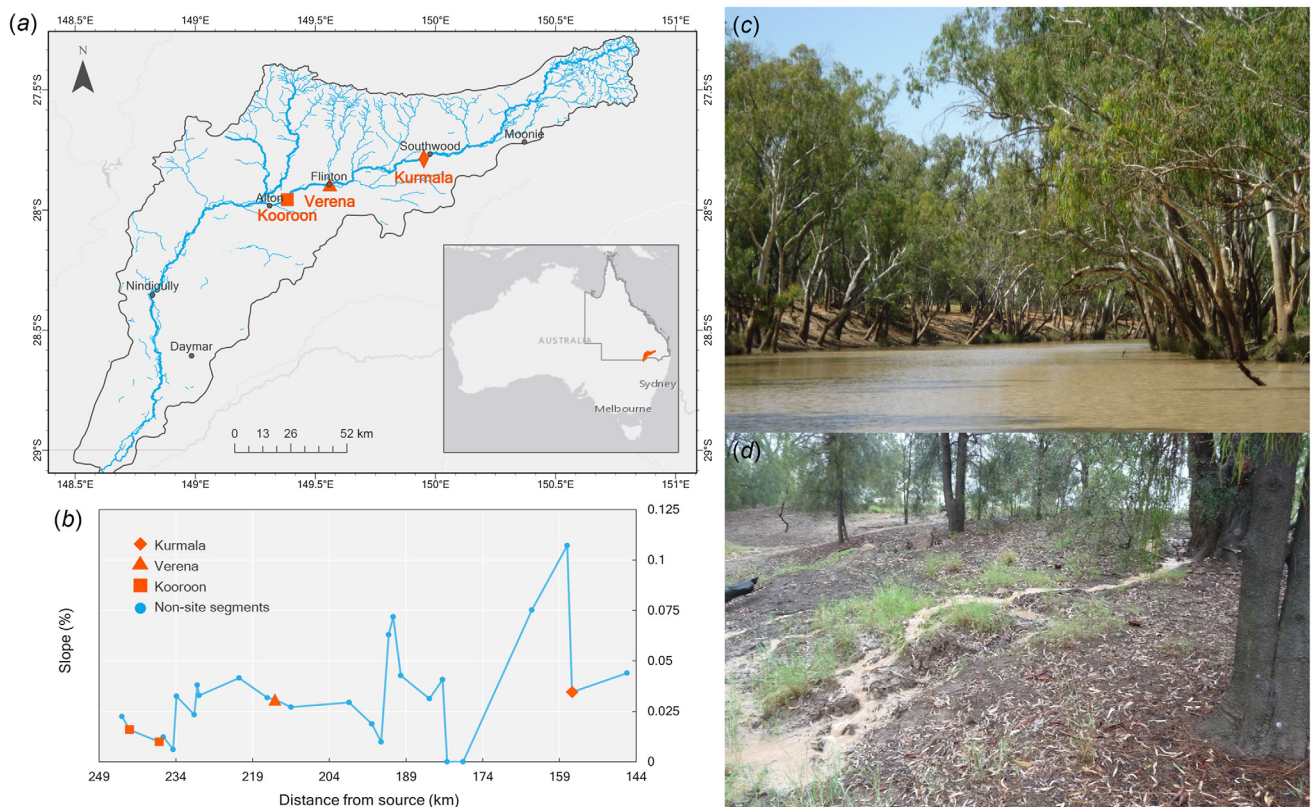 (a)
148.5°E 149°E 149.5°E 150°E 150.5°E 151°E
N
27.5°S
28°S
28.5°S
29°S
27.5°S
28°S
28.5°S
29°S
Moonie
Southwood
Kurmala
Flinton
Verena
Alton
Kooroon
Nindigully
Daymar
0 13 26 52 km
AUSTRALIA
Sydney
Melbourne
148.5°E 149°E 149.5°E 150°E 150.5°E 151°E
(b)
Kurmala
Verena
Kooroon
Non-site segments
Slope (%)
0.125
0.1
0.075
0.05
0.025
0
249 234 219 204 189 174 159 144
Distance from source (km)
(c)
(d)